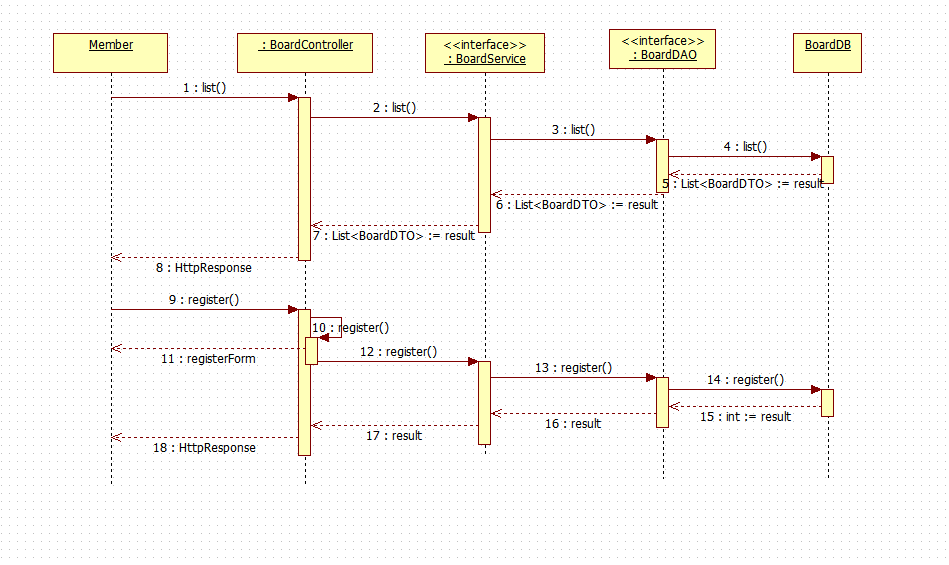 Member
: BoardController
<<interface>>
: BoardService
<<interface>>
: BoardDAO
BoardDB
1 : list()
2 : list()
3 : list()
4 : list()
5 : List<BoardDTO> := result
6 : List<BoardDTO> := result
7 : List<BoardDTO> := result
8 : HttpResponse
9 : register()
10 : register()
11 : registerForm
12 : register()
13 : register()
14 : register()
15 : int := result
16 : result
17 : result
18 : HttpResponse